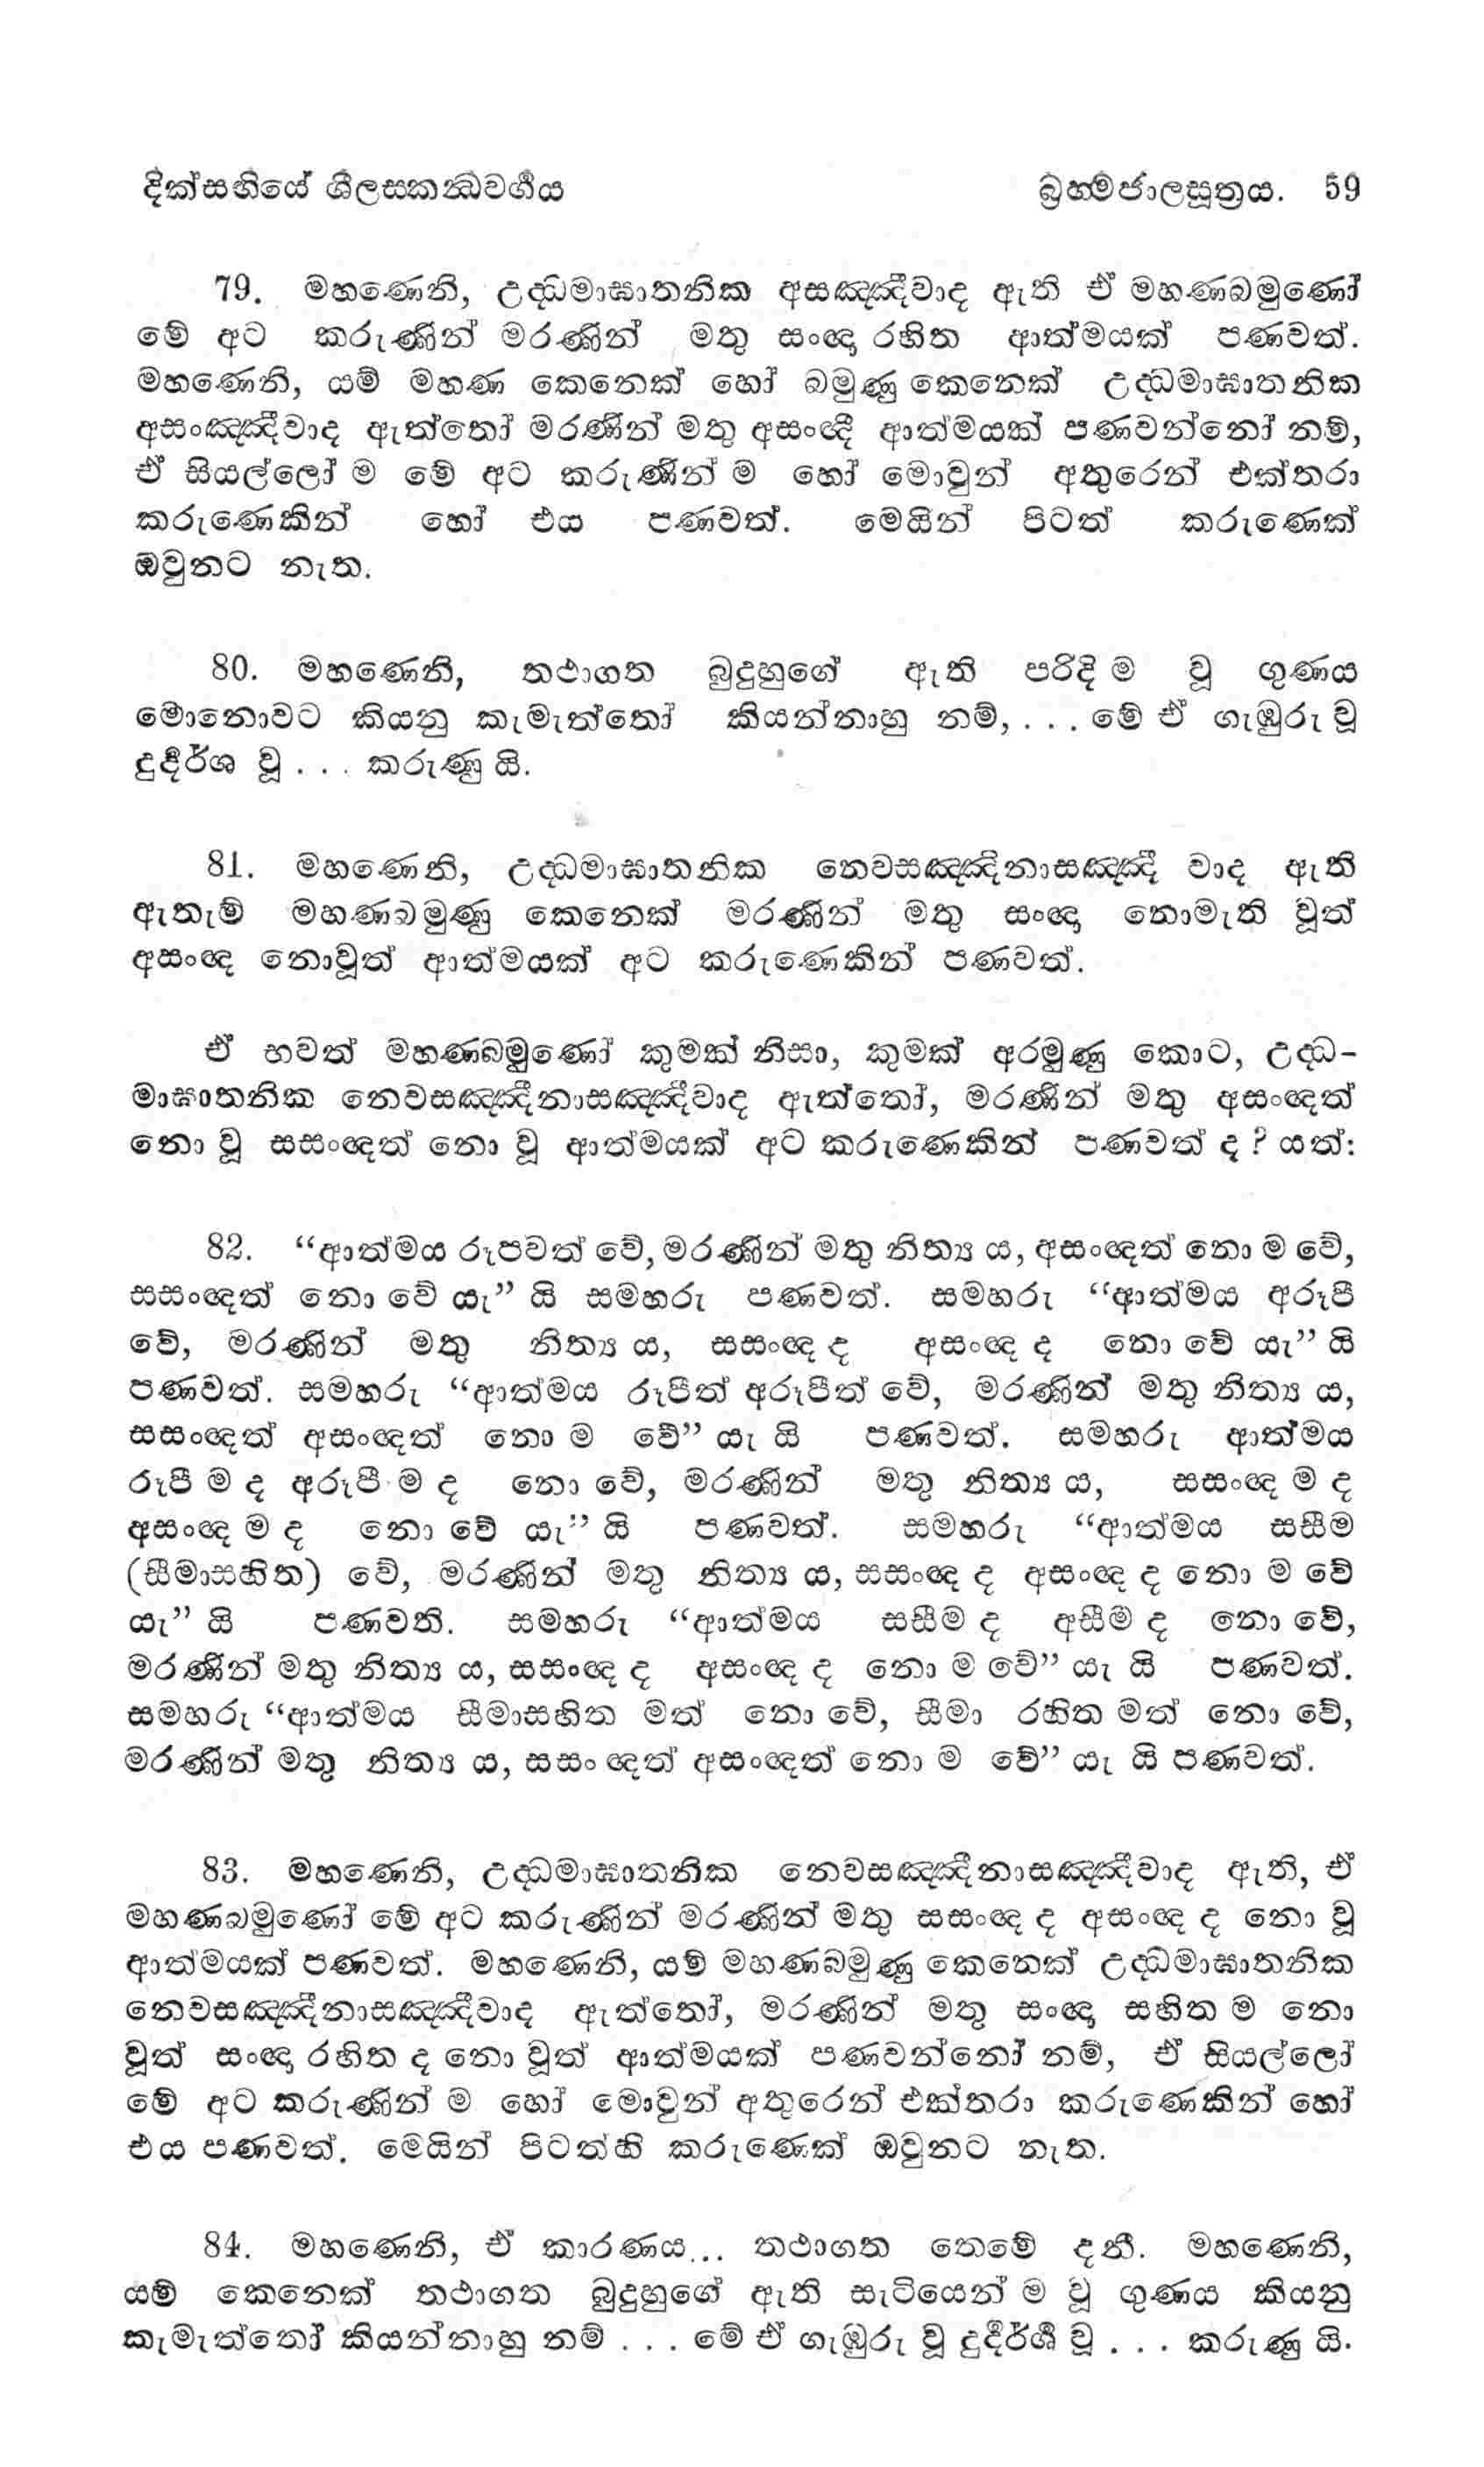 දික්සඟියේ ශීලසකන්‍ධවර්‍ගය බ්‍රහ්මජාලසූත්‍රය. 59
79. මහණෙනි, උද්ධමාඝාතනික අසඤ්ඤීවාද ඇති ඒ මහණබමුණෝ
මේ අට කරුණින් මරණින් මතු සංඥා රහිත ආත්මයක් පණවත්.
මහණෙනි, යම් මහණ කෙනෙක් හෝ බමුණු කෙනෙක් උද්ධමාඝාතනික
අසංඤ්ඤීවාද ඇත්තෝ මරණින් මතු අසංඥී ආත්මයක් පණවන්නෝ නම්,
ඒ සියල්ලෝ ම මේ අට කරුණින් ම හෝ මොවුන් අතුරෙන් එක්තරා
කරුණෙකින් හෝ එය පණවත්. මෙයින් පිටත් කරුණෙක්
ඔවුනට නැත.
80. මහණෙනි, තථාගත බුදුහුගේ ඇති පරිදි ම වූ ගුණය
මොනොවට කියනු කැමැත්තෝ කියන්නාහු නම්, . . . මේ ඒ ගැඹුරු වූ
දුර්‍දර්ශ වූ . . . කරුණු යි.
81. මහණෙනි, උද්ධමාඝාතනික නෙවසඤ්ඤිනාසඤ්ඤී වාද ඇති
ඇතැම් මහණබමුණු කෙනෙක් මරණින් මතු සංඥා නොමැති වූත්
අසංඥ නොවූත් ආත්මයක් අට කරුණෙකින් පණවත්.
ඒ භවත් මහණබමුණෝ කුමක් නිසා, කුමක් අරමුණු කොට, උද්ධ-
මාඝාතනික නෙවසඤ්ඤීනාසඤ්ඤීවාද ඇත්තෝ, මරණින් මතු අසංඥත්
නො වූ සසංඥත් නො වූ ආත්මයක් අට කරුණෙකින් පණවත් ද ? යත්:
82. “ආත්මය රූපවත් වේ, මරණින් මතු නිත්‍ය ය, අසංඥත් නො ම වේ,
සසංඥත් නො වේ යැ” යි සමහරු පණවත්. සමහරු “ආත්මය අරූපී
වේ, මරණින් මතු නිත්‍ය ය, සසංඥ ද අසංඥ ද නො වේ යැ” යි
පණවත්. සමහරු “ආත්මය රූපීත් අරූපීත් වේ, මරණින් මතු නිත්‍ය ය,
සසංඥත් අසංඥත් නො ම වේ” යැ යි පණවත්. සමහරු ආත්මය
රූපී ම ද අරූපී ම ද නො වේ, මරණින් මතු නිත්‍ය ය, සසංඥ ම ද
අසංඥ ම ද නො වේ යැ” යි පණවත්. සමහරු “ආත්මය සසීම
(සීමාසහිත) වේ, මරණින් මතු නිත්‍ය ය, සසංඥ ද අසංඥ ද නො ම වේ
යැ” යි පණවති. සමහරු “ආත්මය සසීම ද අසීම ද නො වේ,
මරණින් මතු නිත්‍ය ය, සසංඥ ද අසංඥ ද නො ම වේ” යැ යි පණවත්.
සමහරු “ආත්මය සීමාසහිත මත් නො වේ, සීමා රහිත මත් නො වේ,
මරණින් මතු නිත්‍ය ය, සසං ඥත් අසංඥත් නො ම වේ” යැ යි පණවත්.
83. මහණෙනි, උද්ධමාඝාතනික නෙවසඤ්ඤීනාසඤ්ඤීවාද ඇති, ඒ
මහණබමුණෝ මේ අට කරුණින් මරණින් මතු සසංඥ ද අසංඥ ද නො වූ
ආත්මයක් පණවත්. මහණෙනි, යම් මහණබමුණු කෙනෙක් උද්ධමාඝාතනික
නෙවසඤ්ඤීනාසඤ්ඤීවාද ඇත්තෝ, මරණින් මතු සංඥා සහිත ම නො
වූත් සංඥා රහිත ද නො වූත් ආත්මයක් පණවන්නෝ නම්, ඒ සියල්ලෝ
මේ අට කරුණින් ම හෝ මොවුන් අතුරෙන් එක්තරා කරුණෙකින් හෝ
එය පණවත්. මෙයින් පිටත්හි කරුණෙක් ඔවුනට නැත.
84. මහණෙනි, ඒ කාරණය... තථාගත තෙමේ දනී. මහණෙනි,
යම් කෙනෙක් තථාගත බුදුහුගේ ඇති සැටියෙන් ම වූ ගුණය කියනු
කැමැත්තෝ කියන්නාහු නම් . . . මේ ඒ ගැඹුරු වූ දුර්‍දර්ශ වූ . . . කරුණු යි.